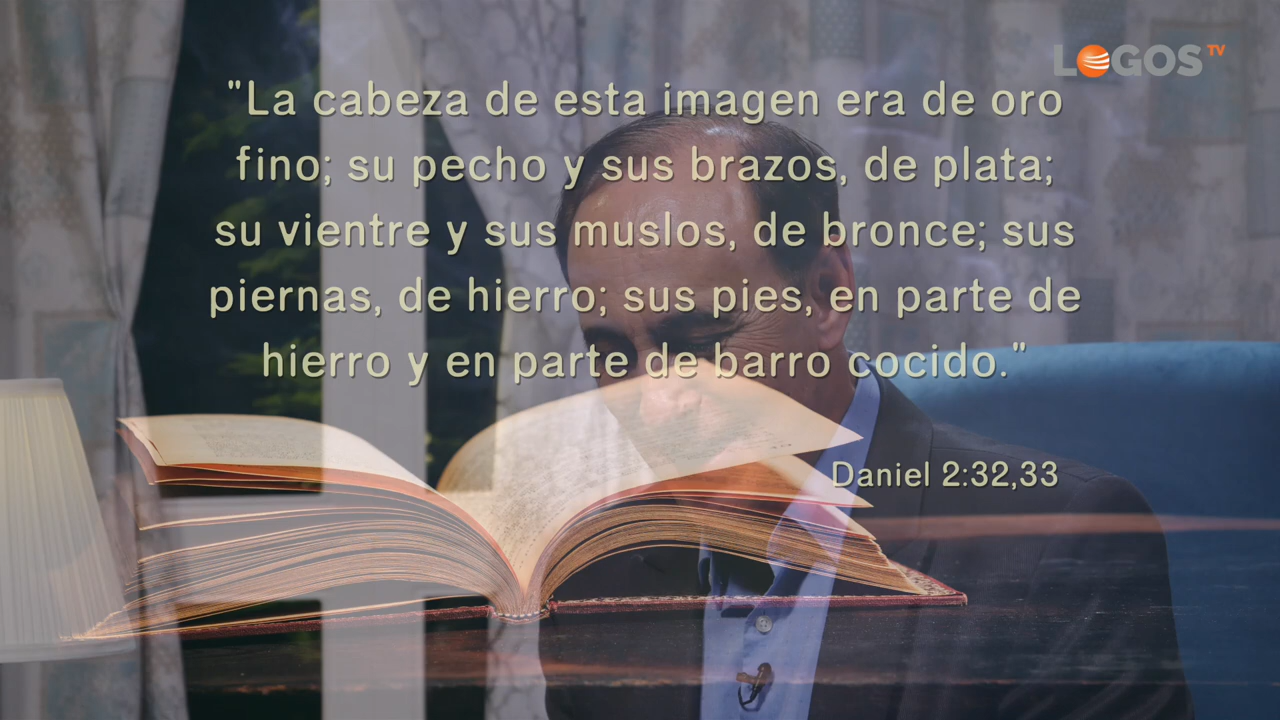 LOGOS TV
"La cabeza de esta imagen era de oro
fino; su pecho y sus brazos, de plata;
su vientre y sus muslos, de bronce; sus
piernas, de hierro; sus pies, en parte de
hierro y en parte de barro cocido."
Daniel 2:32,33